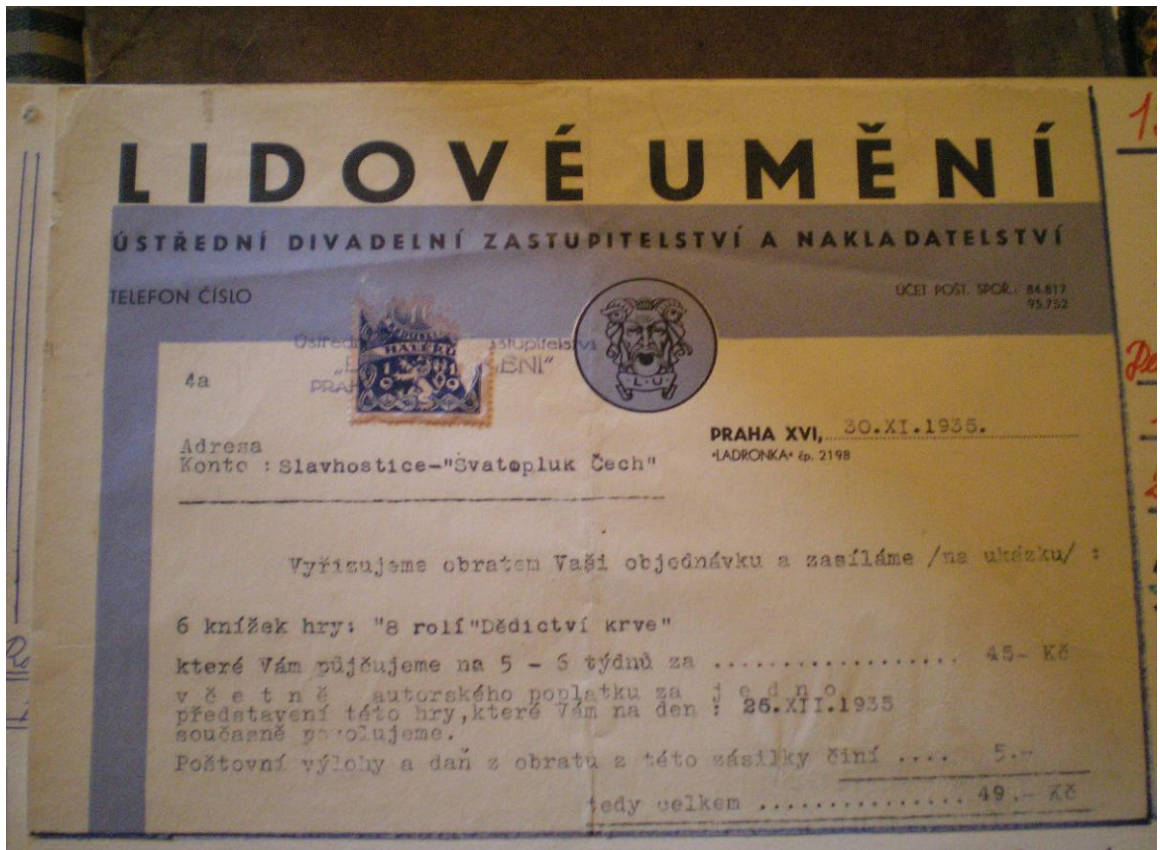 LIDOVÉ UMĚNÍ
ÚSTŘEDNÍ DIVADELNÍ ZASTUPITELSTVÍ A NAKLADATELSTVÍ
TELEFON ČÍSLO
ÚČET POŠT. SPOŘ.: 84.817
95.752
L. U.
4a
PRAHA XVI, 30.XI.1935.
"LADRONKA" čp. 2198
Adresa
Konto : Slavhostice-"Svatopluk Čech"
Vyřizujeme obratem Vaši objednávku a zasíláme /na ukázku/ :
6 knížek hry: "8 rolí"Dědictví krve"
které Vám půjčujeme na 5 - 6 týdnů za .................. 45- Kč
v č e t n ě autorského poplatku za j e d n o
představení této hry,které Vám na den : 26.XII.1935
současně povolujeme.
Poštovní výlohy a daň z obratu z této zásilky činí .... 5.-
tedy celkem ............... 49.- Kč